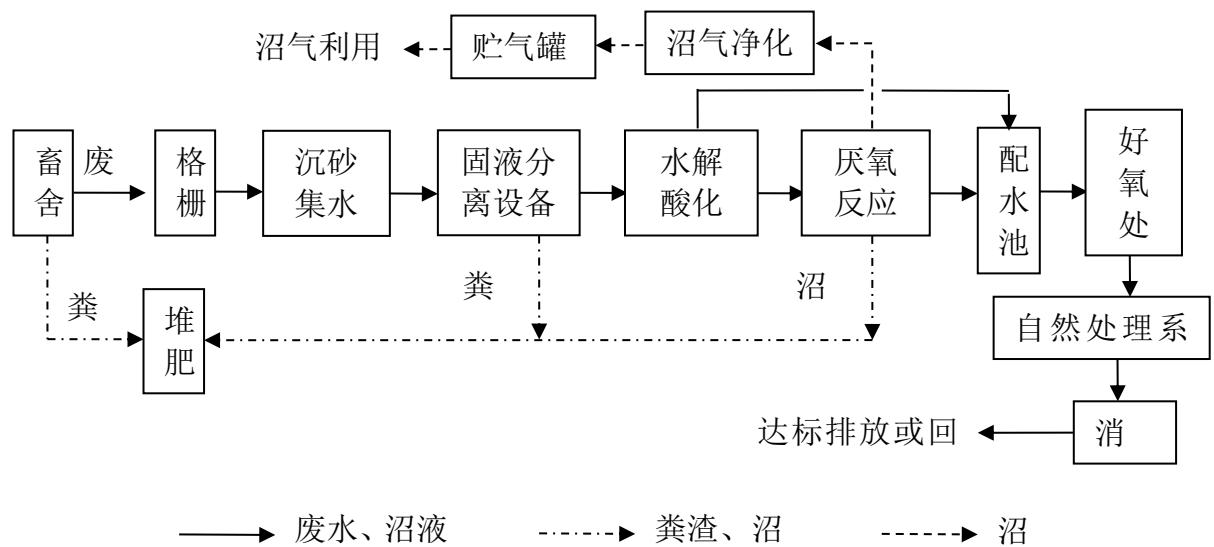 沼气利用
贮气罐
沼气净化
畜
舍
废
格
栅
沉砂
集水
固液分
离设备
水解
酸化
厌氧
反应
配
水
池
好
氧
处
粪
堆
肥
粪
沼
自然处理系
消
达标排放或回
废水、沼液
粪渣、沼
沼